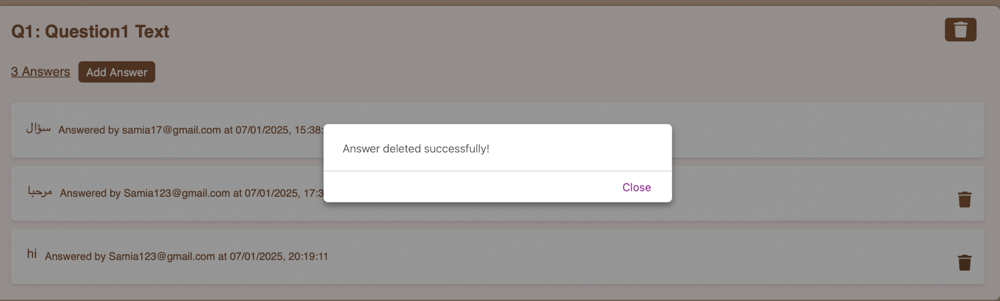 Q1: Question1 Text
3 Answers Add Answer
سؤال Answered by samia17@gmail.com at 07/01/2025, 15:38:
Answer deleted successfully!
Close
مرحبا Answered by Samia123@gmail.com at 07/01/2025, 17:3
hi Answered by Samia123@gmail.com at 07/01/2025, 20:19:11